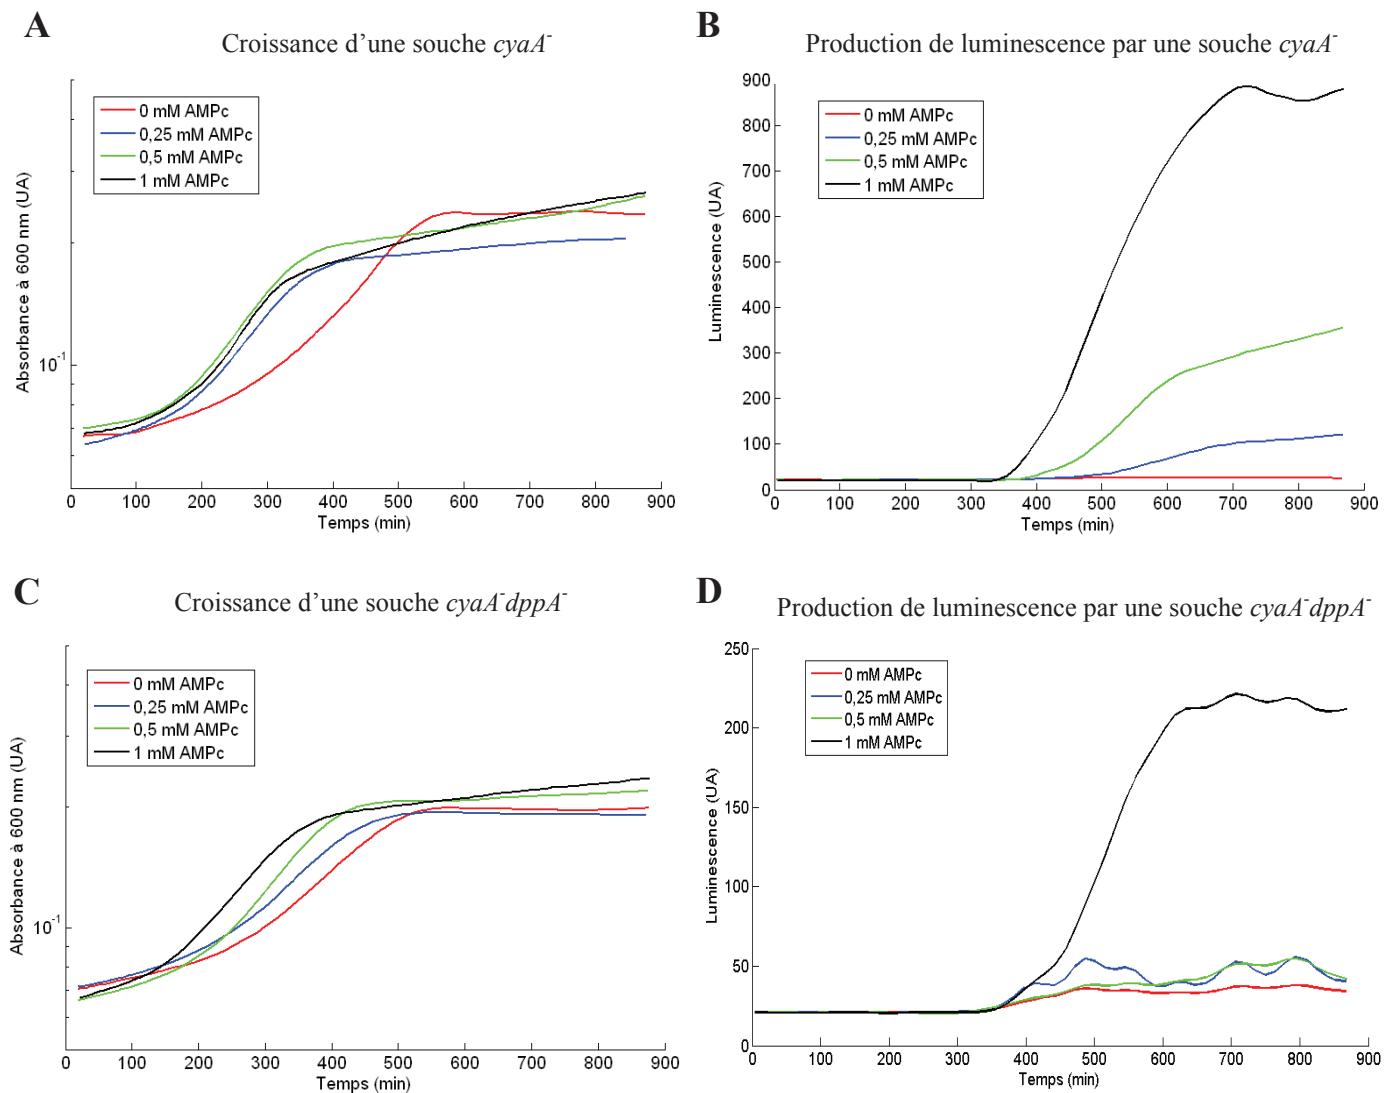 A
Croissance d'une souche cyaA-
Absorbance à 600 nm (UA)
10-1
0 mM AMPc
0,25 mM AMPc
0,5 mM AMPc
1 mM AMPc
0 100 200 300 400 500 600 700 800 900
Temps (min)
B
Production de luminescence par une souche cyaA-
Luminescence (UA)
900
800
700
600
500
400
300
200
100
0
0 mM AMPc
0,25 mM AMPc
0,5 mM AMPc
1 mM AMPc
0 100 200 300 400 500 600 700 800 900
Temps (min)
C
Croissance d'une souche cyaA-dppA-
Absorbance à 600 nm (UA)
10-1
0 mM AMPc
0,25 mM AMPc
0,5 mM AMPc
1 mM AMPc
0 100 200 300 400 500 600 700 800 900
Temps (min)
D
Production de luminescence par une souche cyaA-dppA-
Luminescence (UA)
250
200
150
100
50
0
0 mM AMPc
0,25 mM AMPc
0,5 mM AMPc
1 mM AMPc
0 100 200 300 400 500 600 700 800 900
Temps (min)